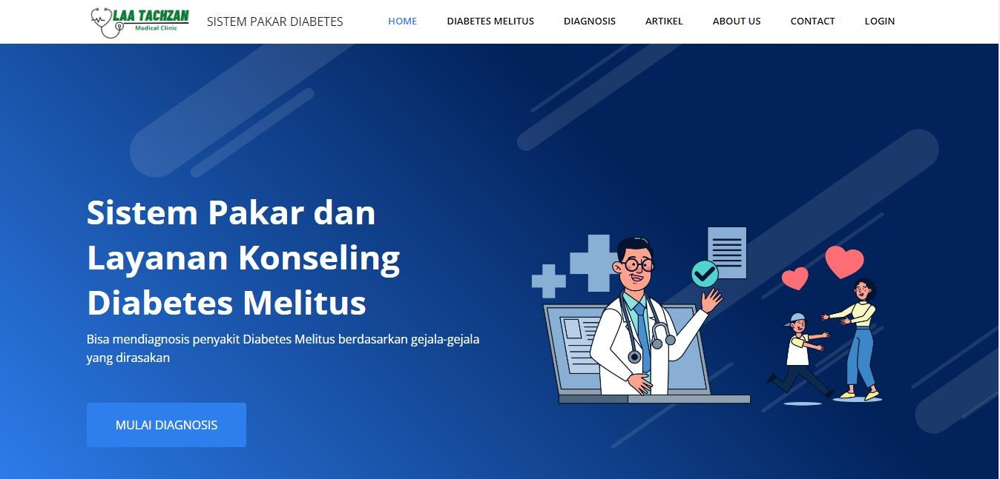 LAA TACHZAN
Medical Clinic
SISTEM PAKAR DIABETES
HOME
DIABETES MELITUS
DIAGNOSIS
ARTIKEL
ABOUT US
CONTACT
LOGIN
Sistem Pakar dan
Layanan Konseling
Diabetes Melitus
Bisa mendiagnosis penyakit Diabetes Melitus berdasarkan gejala-gejala
yang dirasakan
MULAI DIAGNOSIS